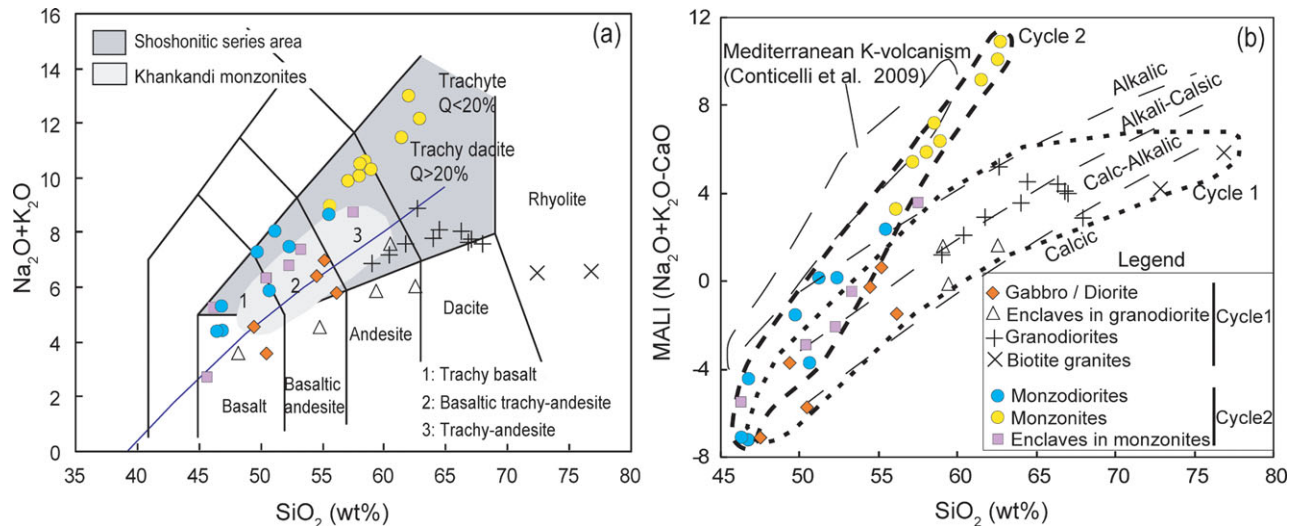 16
14
12
10
8
6
4
2
0
Na2O+K2O
Shoshonitic series area
Khankandi monzonites
(a)
Trachyte
Q<20%
Trachy dadite
Q>20%
Rhyolite
3
2
1
Dacite
Andesite
Basaltic
andesite
Basalt
1: Trachy basalt
2: Basaltic trachy-andesite
3: Trachy-andesite
35 45 50 55 60 65 70 75 80
SiO2 (wt%)
12
8
4
0
-4
-8
MALI (Na2O+K2O-CaO)
(b)
Cycle 2
Mediterranean K-volcanism
(Conticelli et al. 2009)
Alkalic
Alkali-Calsic
Calc-Alkalic
Calcic
Cycle 1
Legend
Gabbro / Diorite
Enclaves in granodiorite
Granodiorites
Biotite granites
Cycle1
Monzodiorites
Monzonites
Enclaves in monzonites
Cycle2
45 50 55 60 65 70 75 80
SiO2 (wt%)